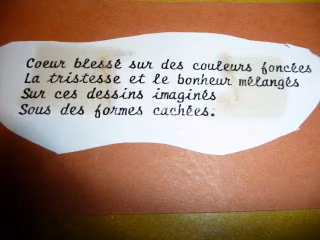 Coeur blessé sur des couleurs foncées
La tristesse et le bonheur mélangés
Sur ces dessins imaginés
Sous des formes cachées.